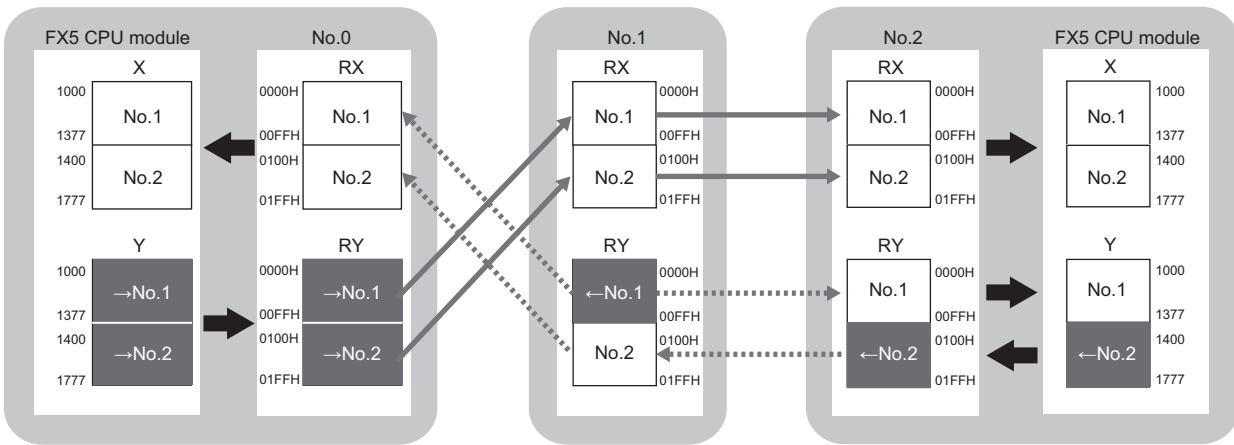 FX5 CPU module No.0 No.1 No.2 FX5 CPU module
X RX RX RX X
1000 0000H 0000H 0000H 1000
No.1 No.1 No.1 No.1 No.1
1377 00FFH 00FFH 00FFH 1377
1400 0100H 0100H 0100H 1400
No.2 No.2 No.2 No.2 No.2
1777 01FFH 01FFH 01FFH 1777
Y RY RY RY Y
1000 0000H 0000H 0000H 1000
→No.1 →No.1 ←No.1 No.1 No.1
1377 00FFH 00FFH 00FFH 1377
1400 0100H 0100H 0100H 1400
→No.2 →No.2 No.2 ←No.2 ←No.2
1777 01FFH 01FFH 01FFH 1777